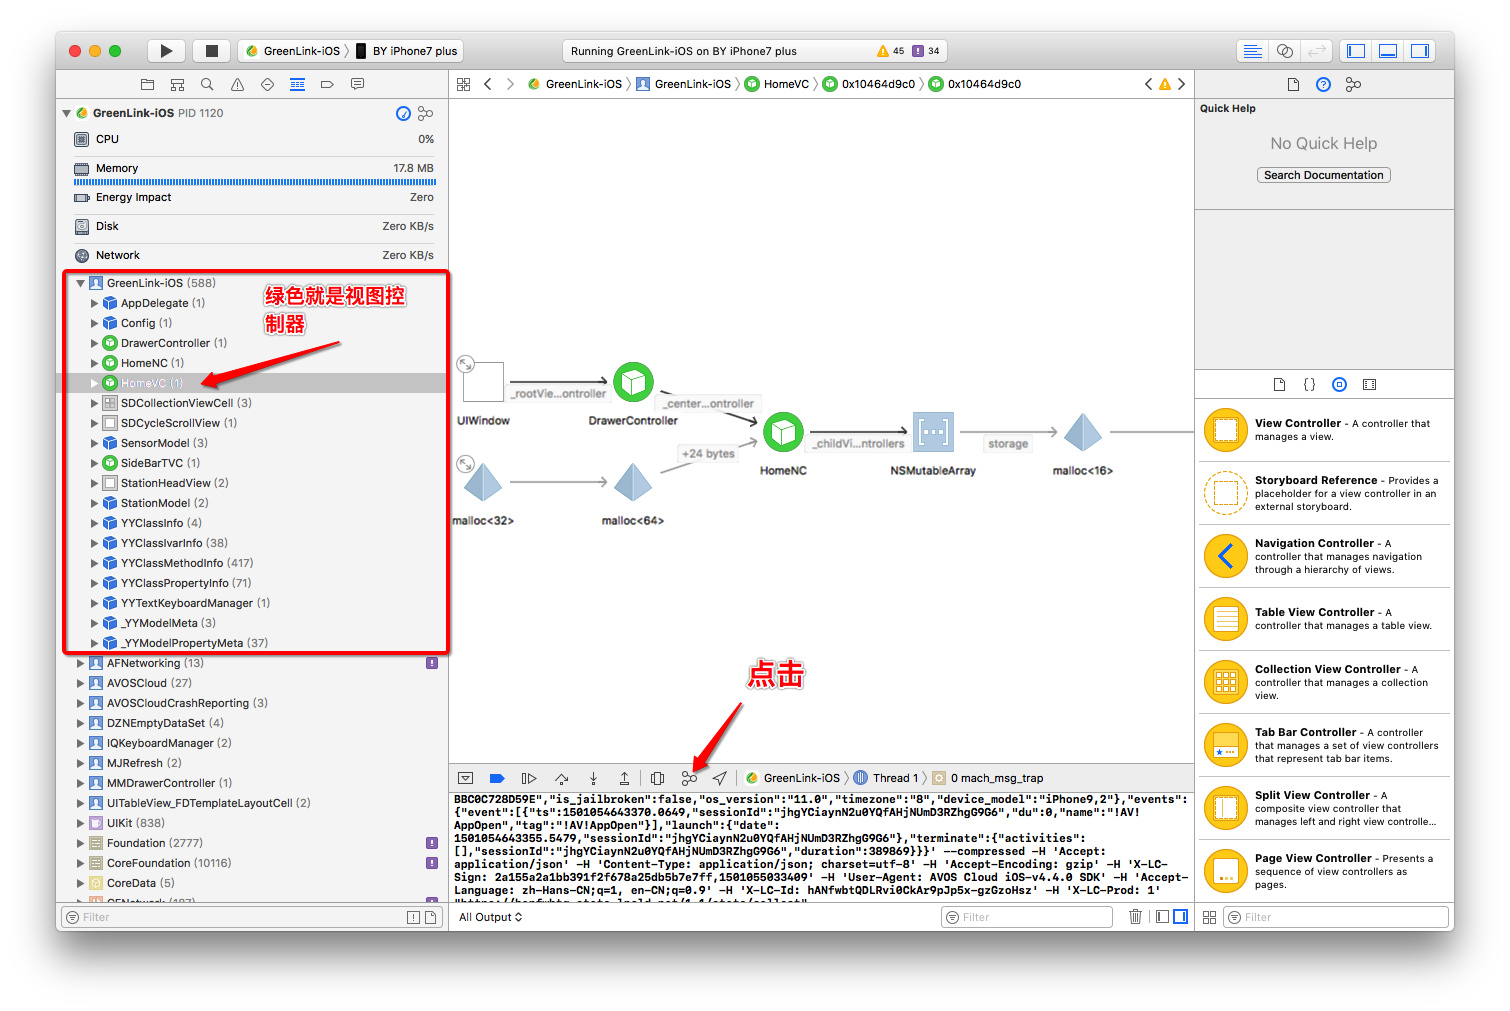 GreenLink-iOS 〉 BY iPhone7 plus
Running GreenLink-iOS on BY iPhone7 plus
45
34
GreenLink-iOS 〉 GreenLink-iOS 〉 HomeVC 〉 0x10464d9c0 〉 0x10464d9c0
GreenLink-iOS PID 1120
CPU 0%
Memory 17.8 MB
Energy Impact Zero
Disk Zero KB/s
Network Zero KB/s
GreenLink-iOS (588)
AppDelegate (1)
Config (1)
DrawerController (1)
HomeNC (1)
HomeVC (1)
SDCollectionViewCell (3)
SDCycleScrollView (1)
SensorModel (3)
SideBarTVC (1)
StationHeadView (2)
StationModel (2)
YYClassInfo (4)
YYClassIvarInfo (38)
YYClassMethodInfo (417)
YYClassPropertyInfo (71)
YYTextKeyboardManager (1)
_YYModelMeta (3)
_YYModelPropertyMeta (37)
AFNetworking (13)
AVOSCloud (27)
AVOSCloudCrashReporting (3)
DZNEmptyDataSet (4)
IQKeyboardManager (2)
MJRefresh (2)
MMDrawerController (1)
UITableView_FDTemplateLayoutCell (2)
UIKit (838)
Foundation (2777)
CoreFoundation (10116)
CoreData (5)
Filter
绿色就是视图控
制器
UIWindow
_rootVie...ontroller
DrawerController
_center...ontroller
malloc<32>
malloc<64>
+24 bytes
HomeNC
_childVi...ntrollers
NSMutableArray
storage
malloc<16>
点击
GreenLink-iOS 〉 Thread 1 〉 0 mach_msg_trap
BBC0C728D59E","is_jailbroken":false,"os_version":"11.0","timezone":"8","device_model":"iPhone9,2"},"events":
{"event":[{"ts":1501054643370.0649,"sessionId":"jhgYCiaynN2u0YQfAHjNUmD3RZhgG9G6","du":0,"name":"!AV!
AppOpen","tag":"!AV!AppOpen"}],"launch":{"date":
1501054643355.5479,"sessionId":"jhgYCiaynN2u0YQfAHjNUmD3RZhgG9G6"},"terminate":{"activities":
[],"sessionId":"jhgYCiaynN2u0YQfAHjNUmD3RZhgG9G6","duration":389869}}}' --compressed -H 'Accept:
application/json' -H 'Content-Type: application/json; charset=utf-8' -H 'Accept-Encoding: gzip' -H 'X-LC-
Sign: 2a155a2a1bb391f2f678a25db5b7e7ff,1501055033409' -H 'User-Agent: AVOS Cloud iOS-v4.4.0 SDK' -H 'Accept-
Language: zh-Hans-CN;q=1, en-CN;q=0.9' -H 'X-LC-Id: hANfwbtQDLRvi0CkAr9pJp5x-gzGzoHsz' -H 'X-LC-Prod: 1'
All Output
Filter
Quick Help
No Quick Help
Search Documentation
View Controller - A controller that
manages a view.
Storyboard Reference - Provides a
placeholder for a view controller in an
external storyboard.
Navigation Controller - A
controller that manages navigation
through a hierarchy of views.
Table View Controller - A
controller that manages a table view.
Collection View Controller - A
controller that manages a collection
view.
Tab Bar Controller - A controller
that manages a set of view controllers
that represent tab bar items.
Split View Controller - A
composite view controller that
manages left and right view controlle...
Page View Controller - Presents a
sequence of view controllers as
pages.
Filter